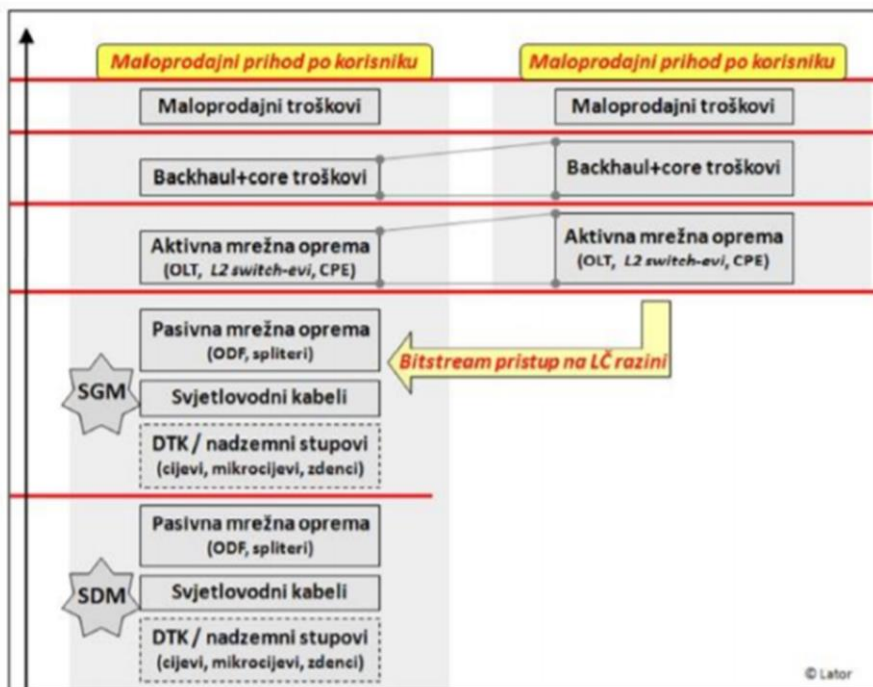 Maloprodajni prihod po korisniku
Maloprodajni troškovi
Backhaul+core troškovi
Aktivna mrežna oprema
(OLT, L2 switch-evi, CPE)
Pasivna mrežna oprema
(ODF, spliteri)
SGM
Svjetlovodni kabeli
DTK / nadzemni stupovi
(cijevi, mikrocijevi, zdenci)
Pasivna mrežna oprema
(ODF, spliteri)
SDM
Svjetlovodni kabeli
DTK / nadzemni stupovi
(cijevi, mikrocijevi, zdenci)
Maloprodajni prihod po korisniku
Maloprodajni troškovi
Backhaul+core troškovi
Aktivna mrežna oprema
(OLT, L2 switch-evi, CPE)
Bitstream pristup na LČ razini
© Lator